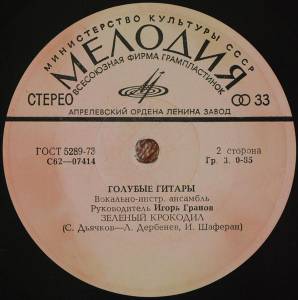 МИНИСТЕРСТВО КУЛЬТУРЫ СССР
МЕЛОДИЯ
ВСЕСОЮЗНАЯ ФИРМА ГРАМПЛАСТИНОК
СТЕРЕО 33
АПРЕЛЕВСКИЙ ОРДЕНА ЛЕНИНА ЗАВОД
ГОСТ 5289-73 2 сторона
С62—07414 Гр. 3. 0-35
ГОЛУБЫЕ ГИТАРЫ
Вокально-инстр. ансамбль
Руководитель Игорь Гранов
ЗЕЛЕНЫЙ КРОКОДИЛ
(С. Дьячков—Л. Дербенев, И. Шаферан)